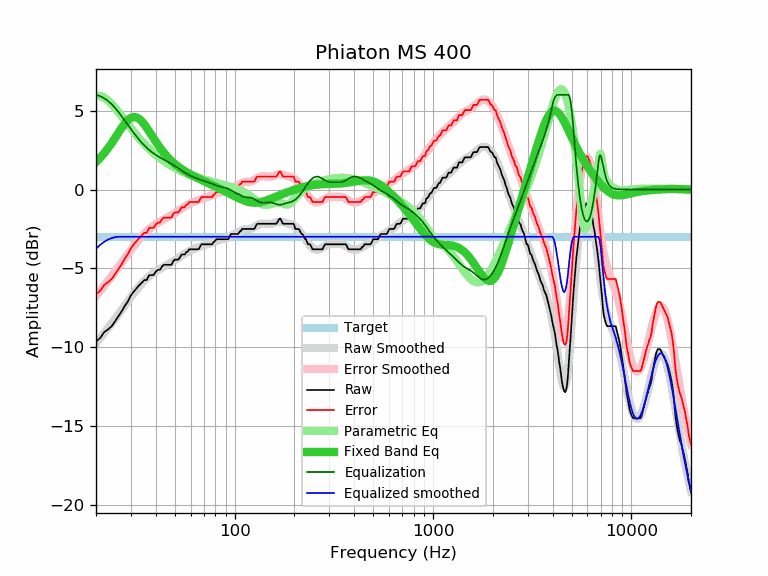 Phiaton MS 400
Amplitude (dBr)
5
0
−5
−10
−15
−20
Target
Raw Smoothed
Error Smoothed
Raw
Error
Parametric Eq
Fixed Band Eq
Equalization
Equalized smoothed
100
1000
10000
Frequency (Hz)